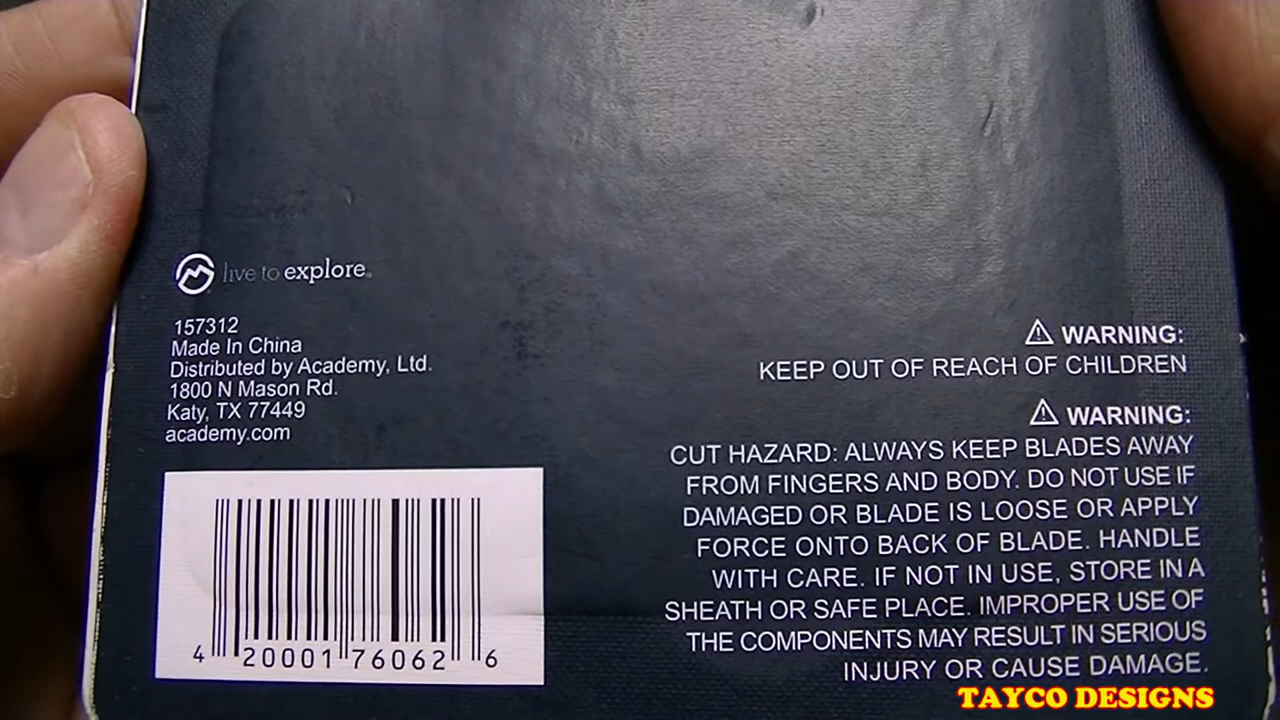 live to explore
157312
Made In China
Distributed by Academy, Ltd.
1800 N Mason Rd.
Katy, TX 77449
academy.com
4 20001 76062 6
⚠ WARNING:
KEEP OUT OF REACH OF CHILDREN
⚠ WARNING:
CUT HAZARD: ALWAYS KEEP BLADES AWAY
FROM FINGERS AND BODY. DO NOT USE IF
DAMAGED OR BLADE IS LOOSE OR APPLY
FORCE ONTO BACK OF BLADE. HANDLE
WITH CARE. IF NOT IN USE, STORE IN A
SHEATH OR SAFE PLACE. IMPROPER USE OF
THE COMPONENTS MAY RESULT IN SERIOUS
INJURY OR CAUSE DAMAGE.
TAYCO DESIGNS